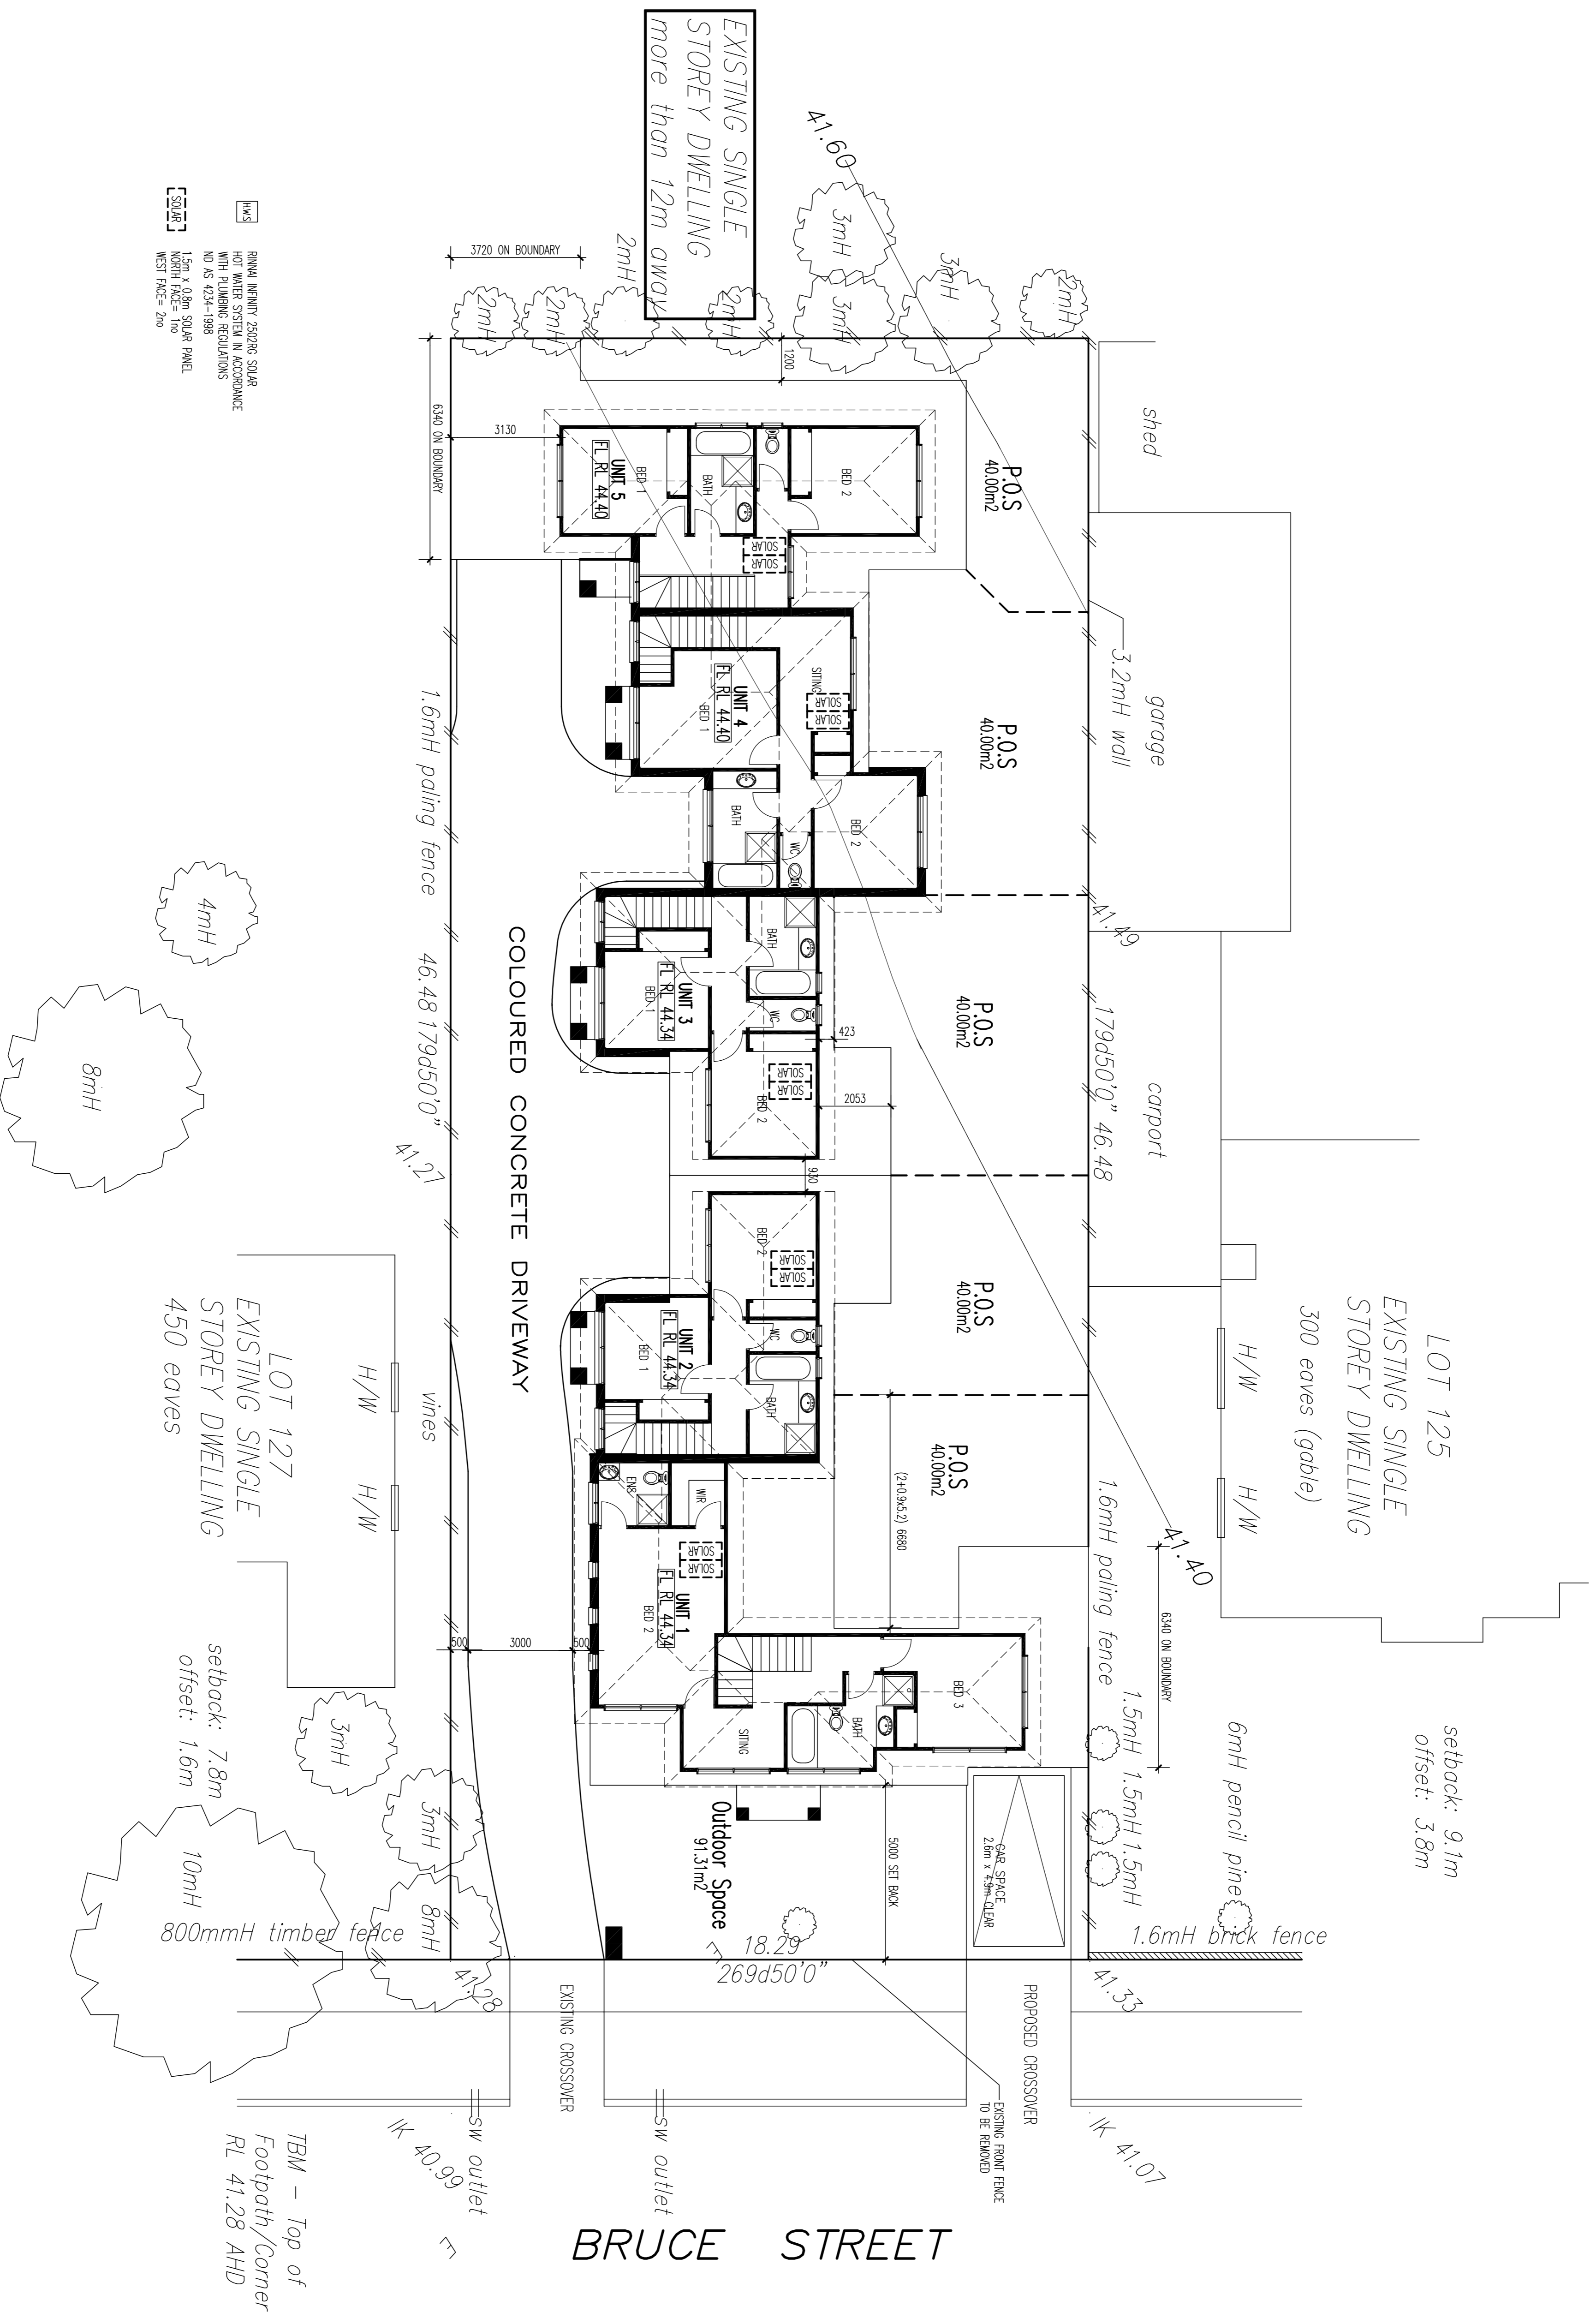 EXISTING SINGLE
STOREY DWELLING
more than 12m away
41.60
3mH
3mH
3mH
2mH
2mH
2mH
2mH
2mH
3720 ON BOUNDARY
HWS
RINNAI INFINITY 2502RG SOLAR
HOT WATER SYSTEM IN ACCORDANCE
WITH PLUMBING REGULATIONS
ND AS 4234-1998
SOLAR
1.5m x 0.8m SOLAR PANEL
NORTH FACE= 1no
WEST FACE= 2no
6340 ON BOUNDARY
3130
1200
shed
P.O.S
40.00m2
UNIT 5
FL RL 44.40
BED 1
BATH
BED 2
SOLAR
SOLAR
garage
3.2mH wall
P.O.S
40.00m2
UNIT 4
FL RL 44.40
BED 1
SITING
SOLAR
SOLAR
BATH
WC
BED 2
1.6mH paling fence
46.48 179d50'0"
41.27
4mH
8mH
COLOURED CONCRETE DRIVEWAY
41.49
179d50'0" 46.48
carport
P.O.S
40.00m2
UNIT 3
FL RL 44.34
BED 1
BATH
WC
BED 2
SOLAR
SOLAR
423
2053
930
P.O.S
40.00m2
UNIT 2
FL RL 44.34
BED 1
BED 2
SOLAR
SOLAR
WC
BATH
LOT 125
EXISTING SINGLE
STOREY DWELLING
300 eaves (gable)
H/W
H/W
LOT 127
EXISTING SINGLE
STOREY DWELLING
450 eaves
H/W
H/W
vines
P.O.S
40.00m2
(2+0.9x5.2) 6680
41.40
1.6mH paling fence
6340 ON BOUNDARY
UNIT 1
FL RL 44.34
BED 2
ENS
WIR
SOLAR
SOLAR
SITING
BATH
BED 3
500
3000
500
setback: 7.8m
offset: 1.6m
setback: 9.1m
offset: 3.8m
1.5mH 1.5mH 1.5mH
6mH pencil pine
3mH
3mH
8mH
10mH
Outdoor Space
91.31m2
5000 SET BACK
CAR SPACE
2.6m x 4.9m CLEAR
800mmH timber fence
1.6mH brick fence
18.29
269d50'0"
41.28
41.33
EXISTING CROSSOVER
PROPOSED CROSSOVER
EXISTING FRONT FENCE
TO BE REMOVED
SW outlet
SW outlet
IK 40.99
IK 41.07
TBM - Top of
Footpath/Corner
RL 41.28 AHD
BRUCE STREET